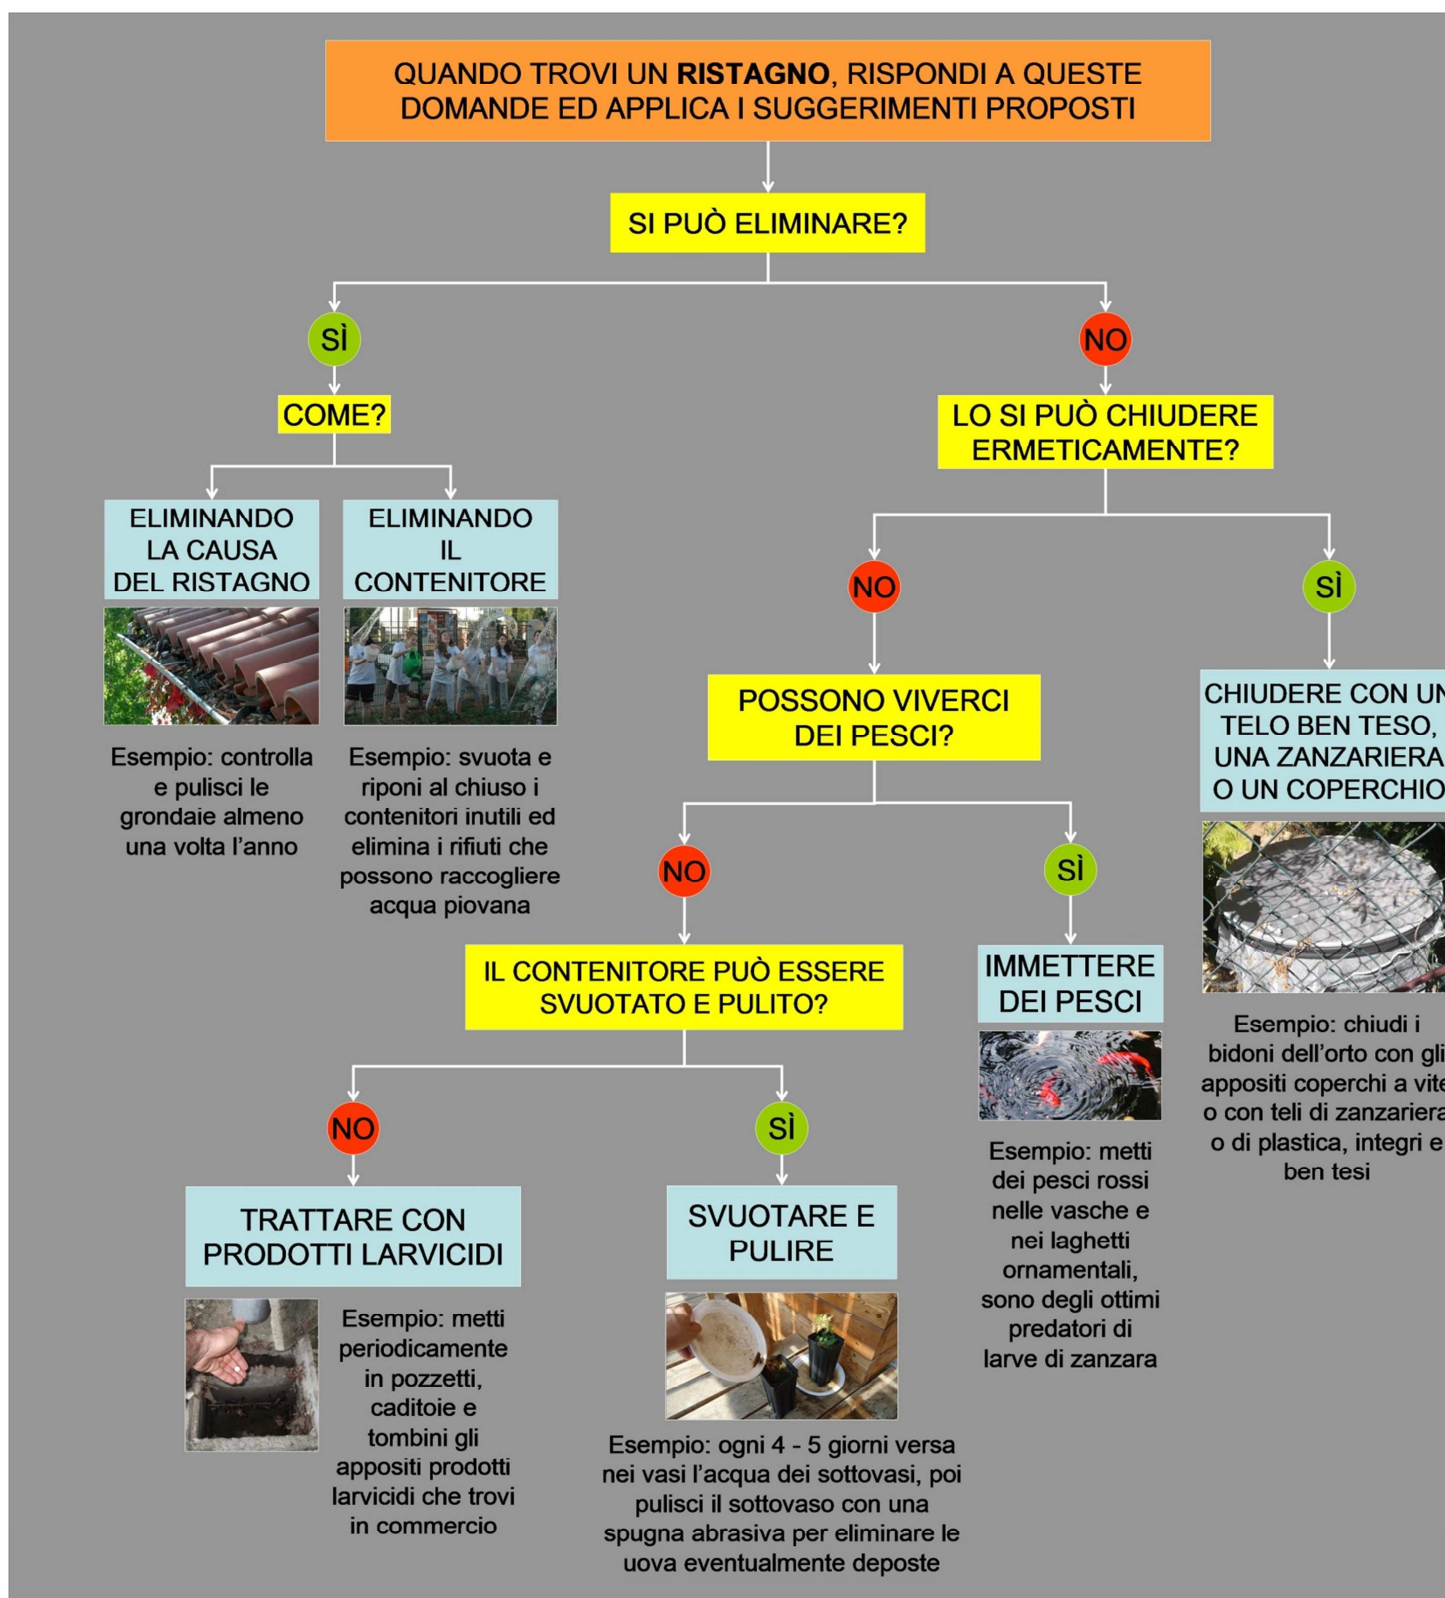 QUANDO TROVI UN RISTAGNO, RISPONDI A QUESTE
DOMANDE ED APPLICA I SUGGERIMENTI PROPOSTI
SI PUÒ ELIMINARE?
SÌ
NO
COME?
LO SI PUÒ CHIUDERE
ERMETICAMENTE?
ELIMINANDO
LA CAUSA
DEL RISTAGNO
ELIMINANDO
IL
CONTENITORE
NO
SÌ
Esempio: controlla
e pulisci le
grondaie almeno
una volta l'anno
Esempio: svuota e
riponi al chiuso i
contenitori inutili ed
elimina i rifiuti che
possono raccogliere
acqua piovana
POSSONO VIVERCI
DEI PESCI?
CHIUDERE CON UN
TELO BEN TESO,
UNA ZANZARIERA
O UN COPERCHIO
NO
SÌ
IL CONTENITORE PUÒ ESSERE
SVUOTATO E PULITO?
IMMETTERE
DEI PESCI
Esempio: chiudi i
bidoni dell'orto con gli
appositi coperchi a vite
o con teli di zanzariera
o di plastica, integri e
ben tesi
NO
SÌ
Esempio: metti
dei pesci rossi
nelle vasche e
nei laghetti
ornamentali,
sono degli ottimi
predatori di
larve di zanzara
TRATTARE CON
PRODOTTI LARVICIDI
SVUOTARE E
PULIRE
Esempio: metti
periodicamente
in pozzetti,
caditoie e
tombini gli
appositi prodotti
larvicidi che trovi
in commercio
Esempio: ogni 4 - 5 giorni versa
nei vasi l'acqua dei sottovasi, poi
pulisci il sottovaso con una
spugna abrasiva per eliminare le
uova eventualmente deposte